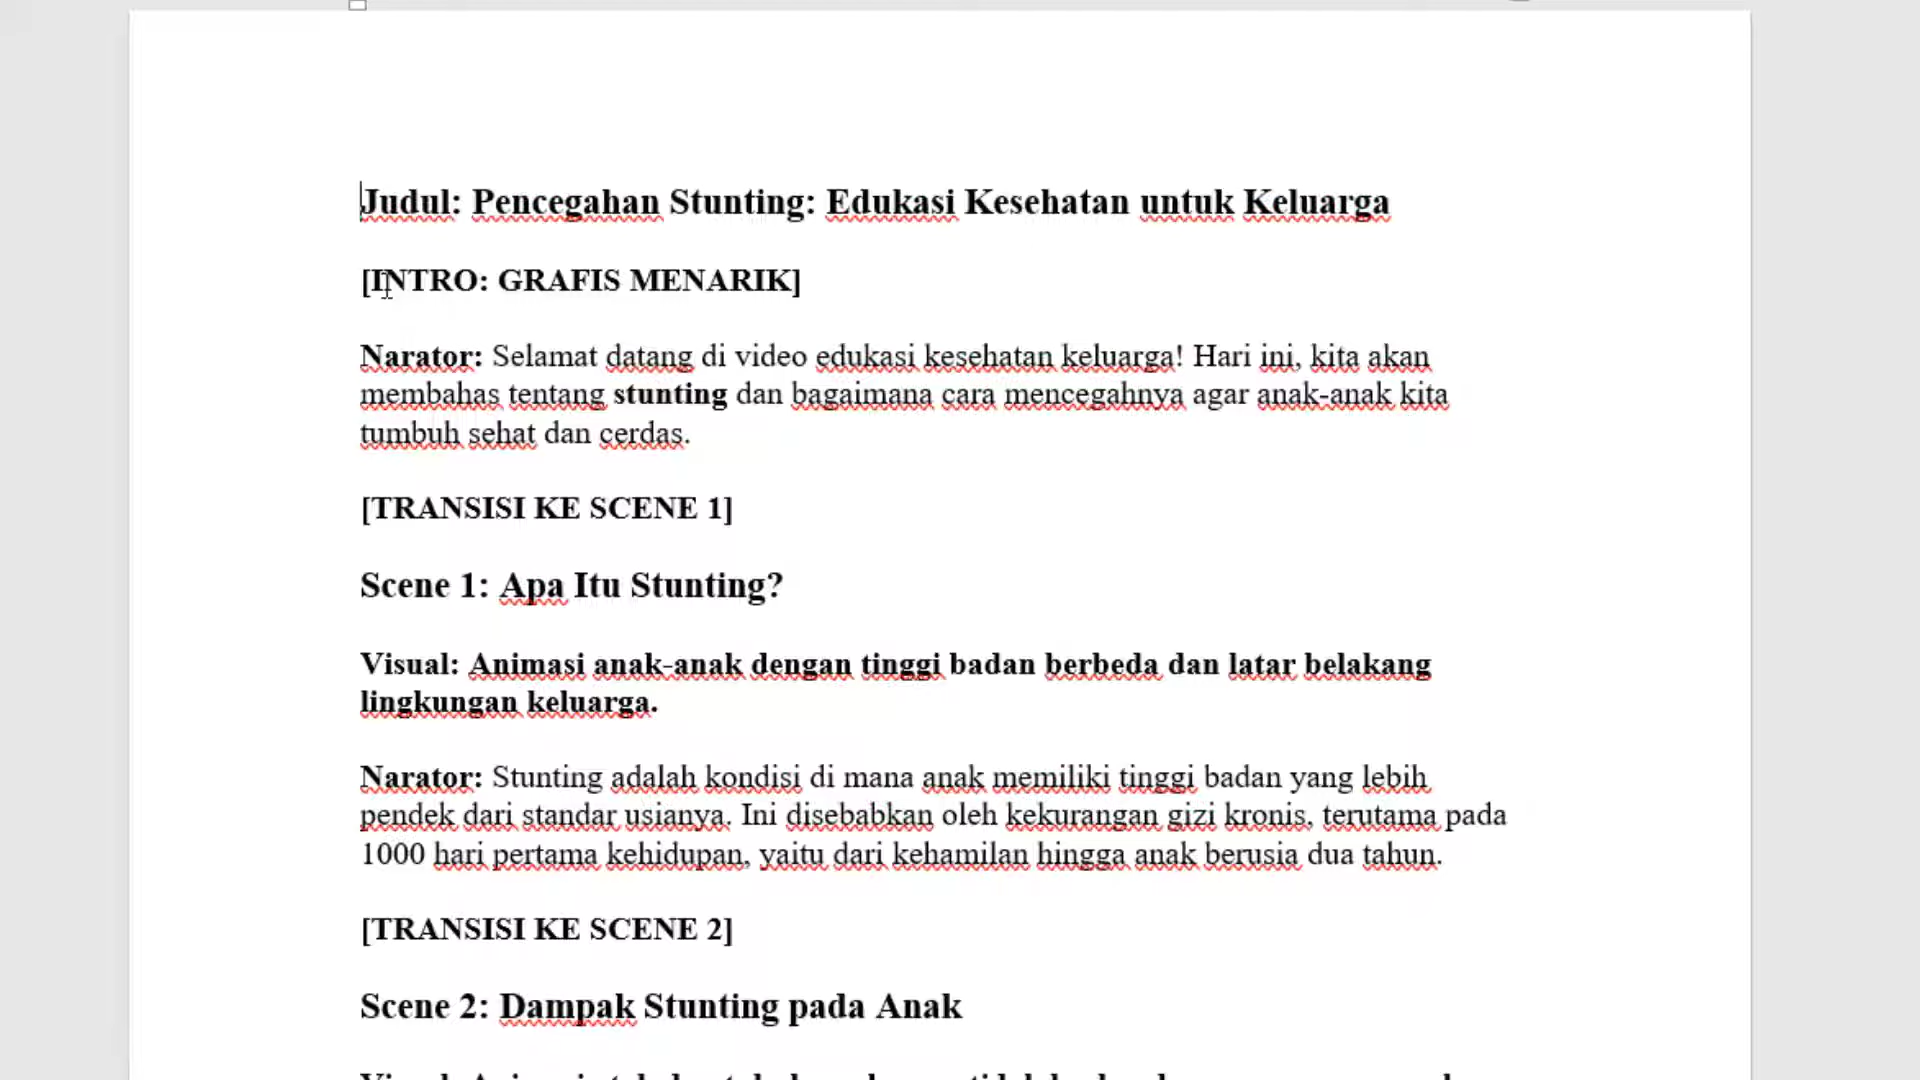 Judul: Pencegahan Stunting: Edukasi Kesehatan untuk Keluarga
[INTRO: GRAFIS MENARIK]
Narator: Selamat datang di video edukasi kesehatan keluarga! Hari ini, kita akan
membahas tentang stunting dan bagaimana cara mencegahnya agar anak-anak kita
tumbuh sehat dan cerdas.
[TRANSISI KE SCENE 1]
Scene 1: Apa Itu Stunting?
Visual: Animasi anak-anak dengan tinggi badan berbeda dan latar belakang
lingkungan keluarga.
Narator: Stunting adalah kondisi di mana anak memiliki tinggi badan yang lebih
pendek dari standar usianya. Ini disebabkan oleh kekurangan gizi kronis, terutama pada
1000 hari pertama kehidupan, yaitu dari kehamilan hingga anak berusia dua tahun.
[TRANSISI KE SCENE 2]
Scene 2: Dampak Stunting pada Anak